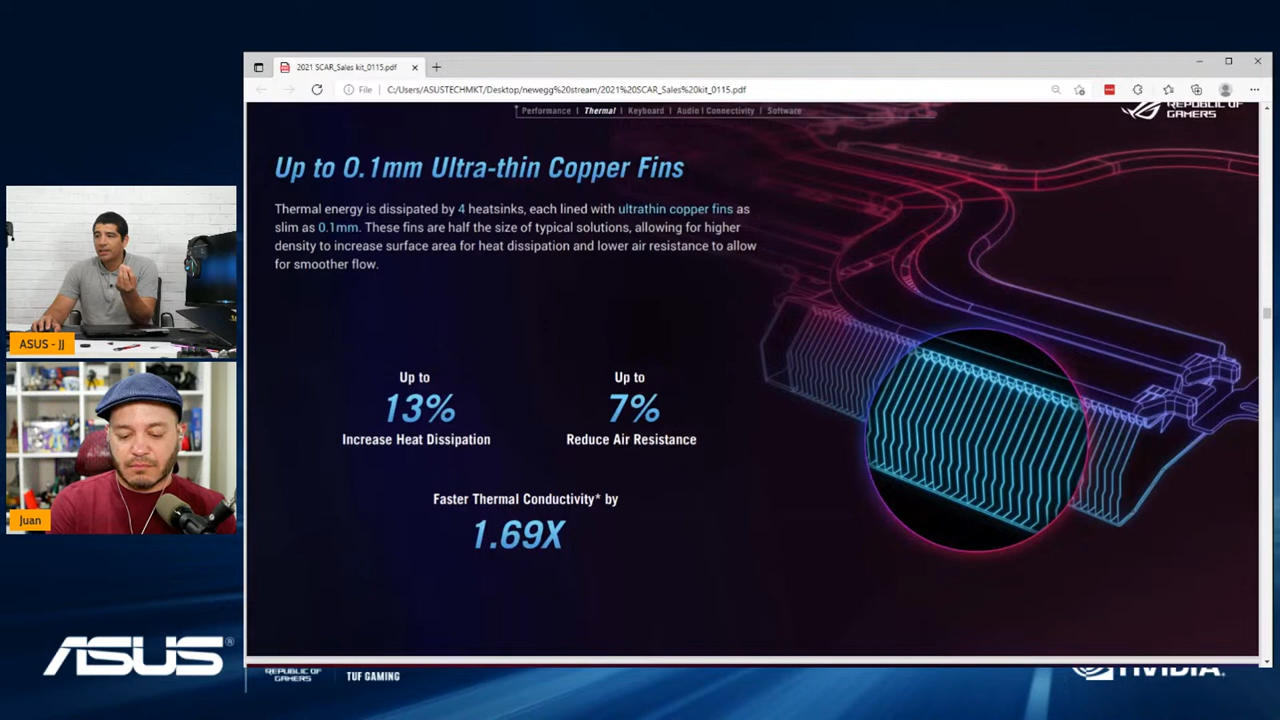 2021 SCAR_Sales kit_0115.pdf
File
C:/Users/ASUSTECHMKT/Desktop/newegg%20stream/2021%20SCAR_Sales%20kit_0115.pdf
Performance | Thermal | Keyboard | Audio | Connectivity | Software
REPUBLIC OF
GAMERS
Up to 0.1mm Ultra-thin Copper Fins
Thermal energy is dissipated by 4 heatsinks, each lined with ultrathin copper fins as
slim as 0.1mm. These fins are half the size of typical solutions, allowing for higher
density to increase surface area for heat dissipation and lower air resistance to allow
for smoother flow.
Up to
13%
Increase Heat Dissipation
Up to
7%
Reduce Air Resistance
Faster Thermal Conductivity* by
1.69X
ASUS - JJ
Juan
ASUS®
REPUBLIC OF
GAMERS
TUF GAMING
NVIDIA.